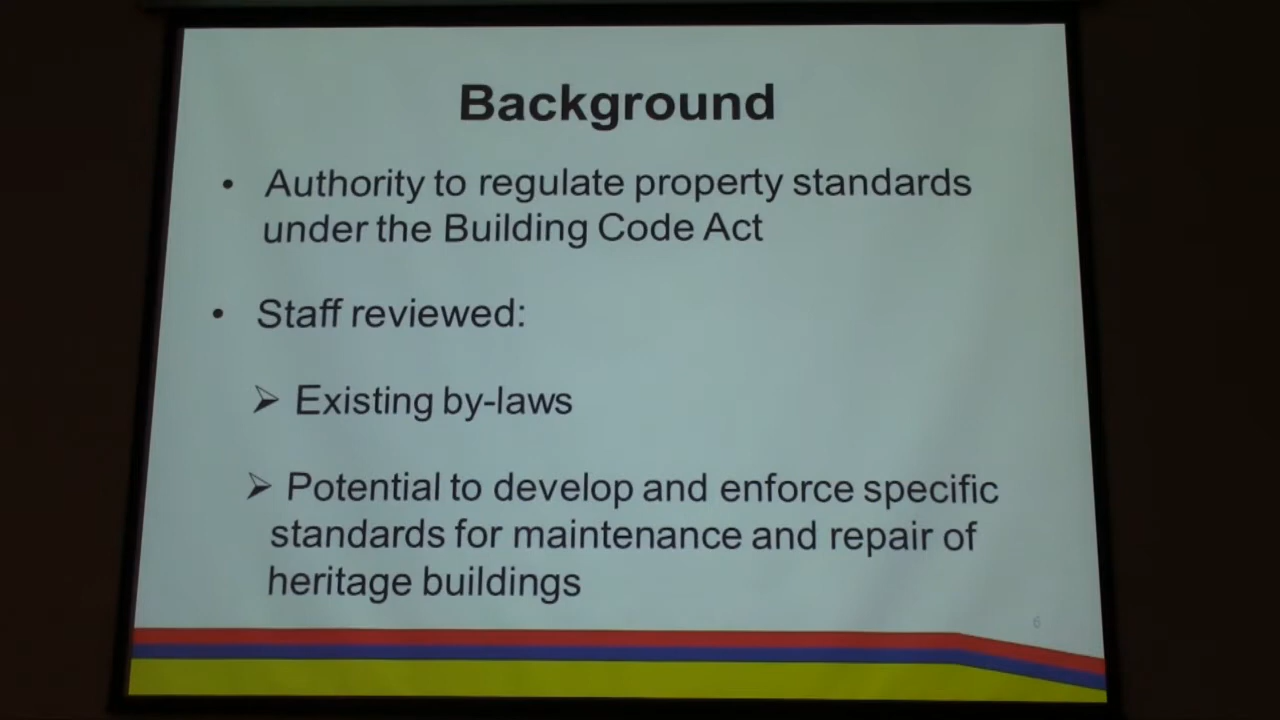 Background
• Authority to regulate property standards
under the Building Code Act
• Staff reviewed:
➢ Existing by-laws
➢ Potential to develop and enforce specific
standards for maintenance and repair of
heritage buildings
6